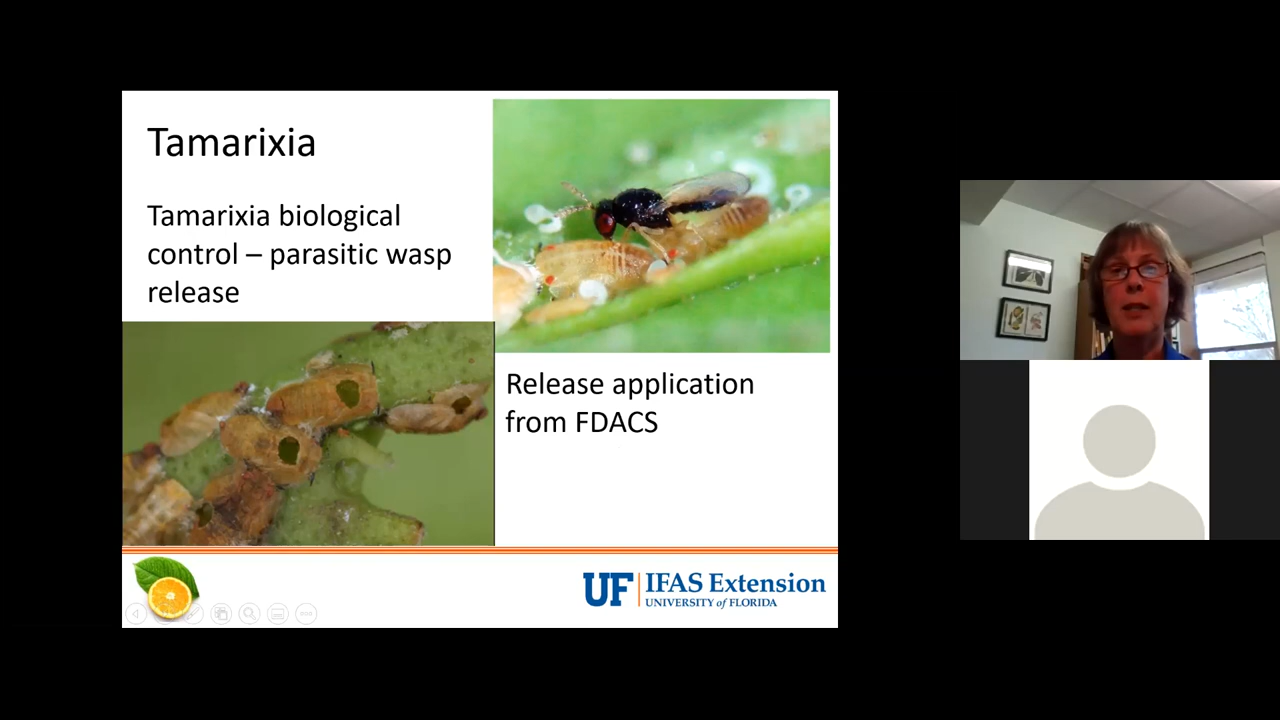 Tamarixia
Tamarixia biological
control – parasitic wasp
release
Release application
from FDACS
UF IFAS Extension
UNIVERSITY of FLORIDA